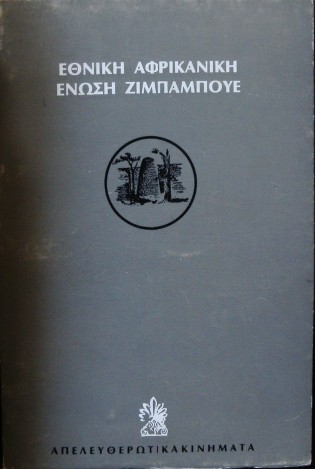 ΕΘΝΙΚΗ ΑΦΡΙΚΑΝΙΚΗ
ΕΝΩΣΗ ΖΙΜΠΑΜΠΟΥΕ
ΑΠΕΛΕΥΘΕΡΩΤΙΚΑ ΚΙΝΗΜΑΤΑ